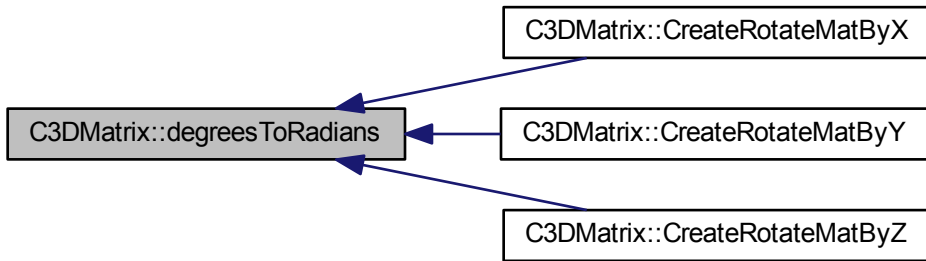 C3DMatrix::CreateRotateMatByX
C3DMatrix::degreesToRadians
C3DMatrix::CreateRotateMatByY
C3DMatrix::CreateRotateMatByZ